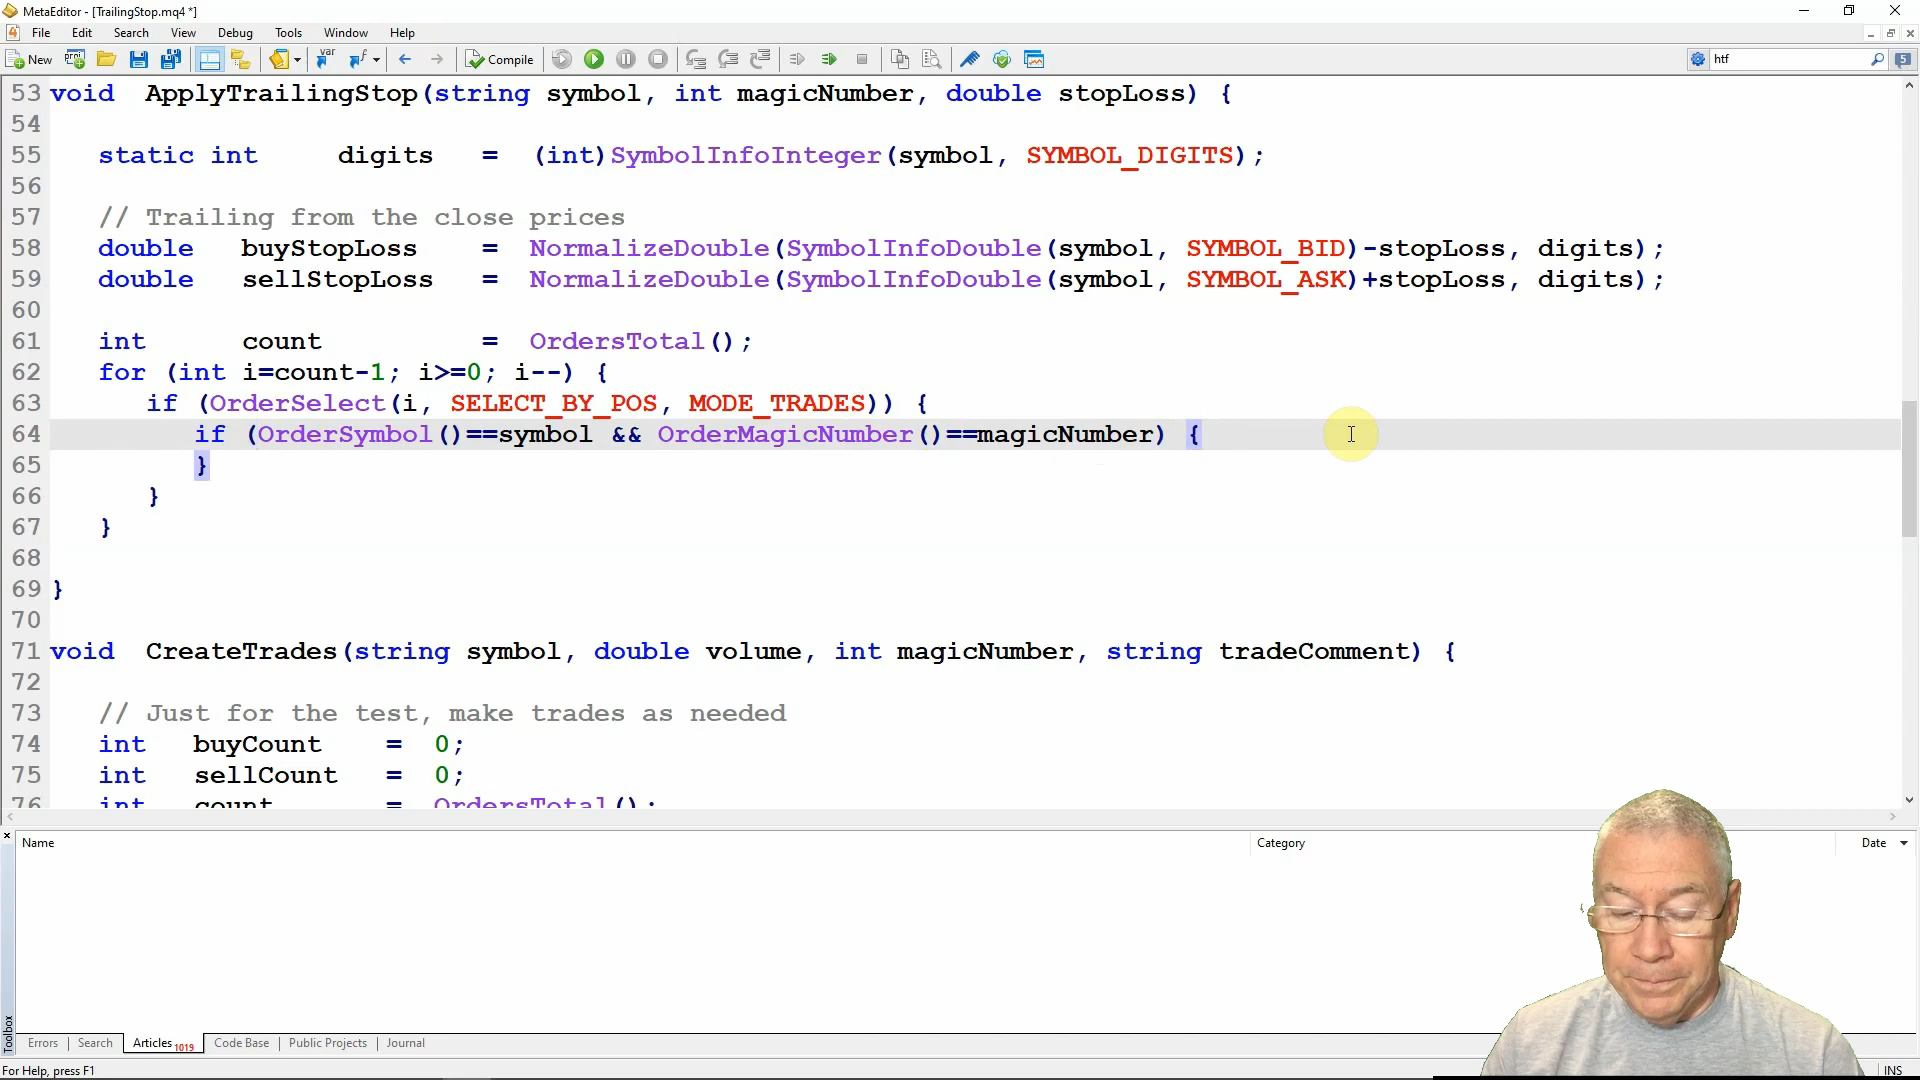 MetaEditor - [TrailingStop.mq4 *]
File Edit Search View Debug Tools Window Help
New Compile htf 5
53 void ApplyTrailingStop(string symbol, int magicNumber, double stopLoss) {
54
55 static int digits = (int)SymbolInfoInteger(symbol, SYMBOL_DIGITS);
56
57 // Trailing from the close prices
58 double buyStopLoss = NormalizeDouble(SymbolInfoDouble(symbol, SYMBOL_BID)-stopLoss, digits);
59 double sellStopLoss = NormalizeDouble(SymbolInfoDouble(symbol, SYMBOL_ASK)+stopLoss, digits);
60
61 int count = OrdersTotal();
62 for (int i=count-1; i>=0; i--) {
63 if (OrderSelect(i, SELECT_BY_POS, MODE_TRADES)) {
64 if (OrderSymbol()==symbol && OrderMagicNumber()==magicNumber) {
65 }
66 }
67 }
68
69 }
70
71 void CreateTrades(string symbol, double volume, int magicNumber, string tradeComment) {
72
73 // Just for the test, make trades as needed
74 int buyCount = 0;
75 int sellCount = 0;
76 int count = OrdersTotal();
Name Category Date
Toolbox
Errors Search Articles 1019 Code Base Public Projects Journal
For Help, press F1 INS